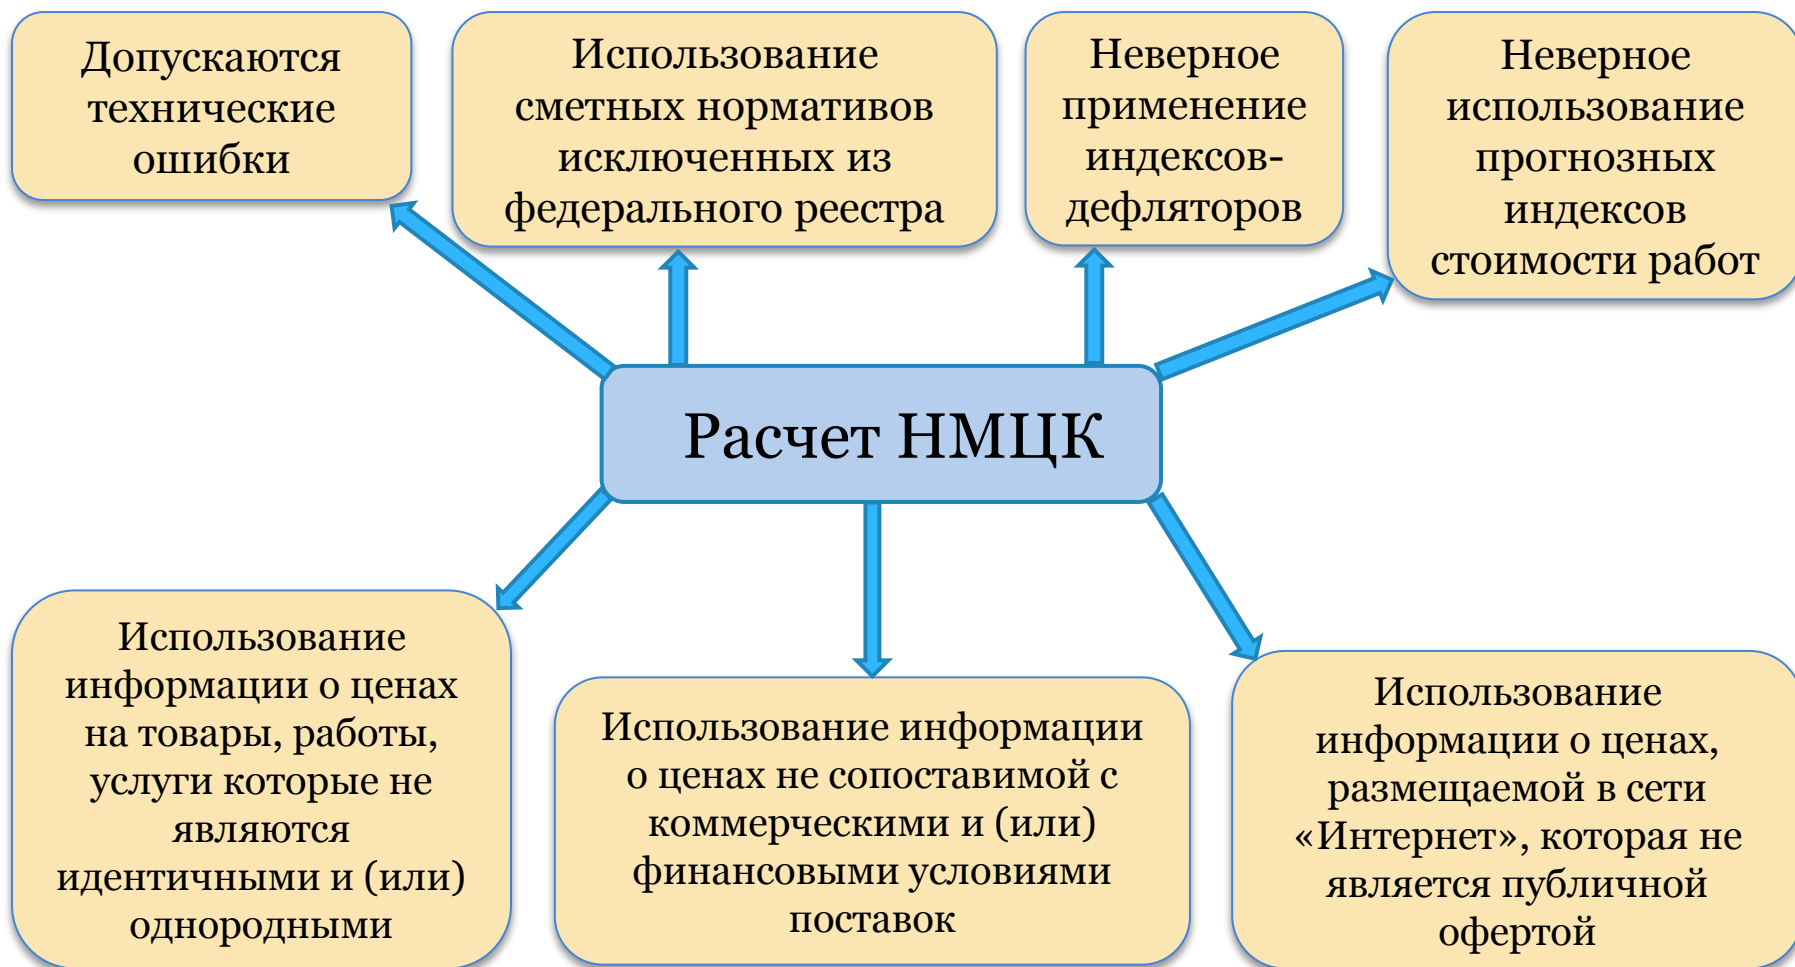 Допускаются
технические
ошибки
Использование
сметных нормативов
исключенных из
федерального реестра
Неверное
применение
индексов-
дефляторов
Неверное
использование
прогнозных
индексов
стоимости работ
Расчет НМЦК
Использование
информации о ценах
на товары, работы,
услуги которые не
являются
идентичными и (или)
однородными
Использование информации
о ценах не сопоставимой с
коммерческими и (или)
финансовыми условиями
поставок
Использование
информации о ценах,
размещаемой в сети
«Интернет», которая не
является публичной
офертой